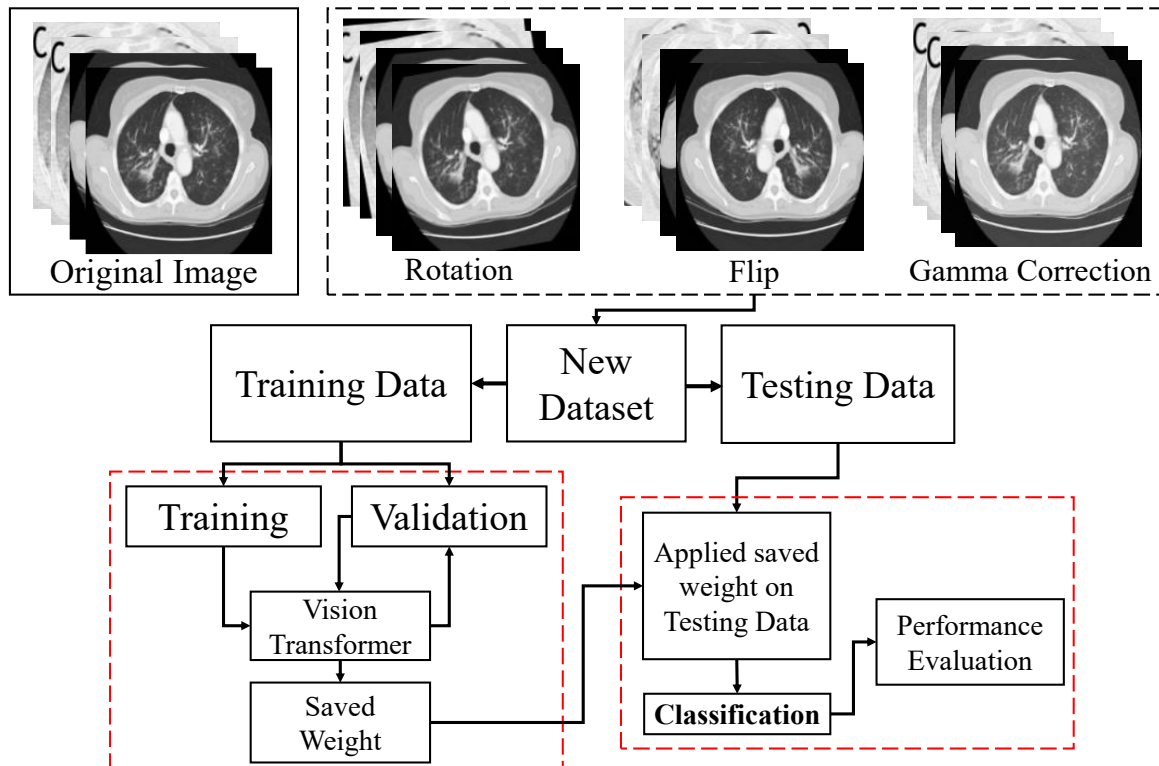 C
C
C
C
C
C
Original Image
Rotation
Flip
Gamma Correction
Training Data
New
Dataset
Testing Data
Training
Validation
Vision
Transformer
Saved
Weight
Applied saved
weight on
Testing Data
Classification
Performance
Evaluation